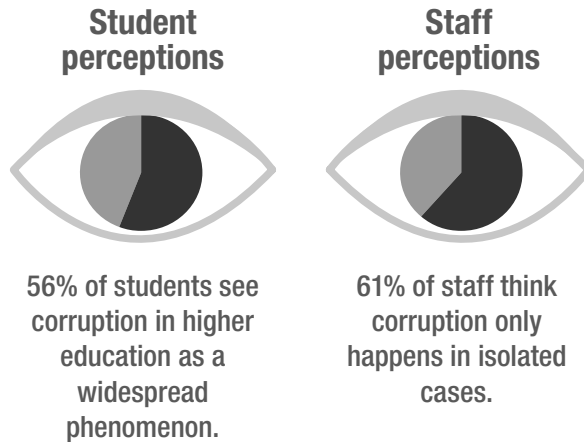 Student
perceptions
56% of students see
corruption in higher
education as a
widespread
phenomenon.
Staff
perceptions
61% of staff think
corruption only
happens in isolated
cases.